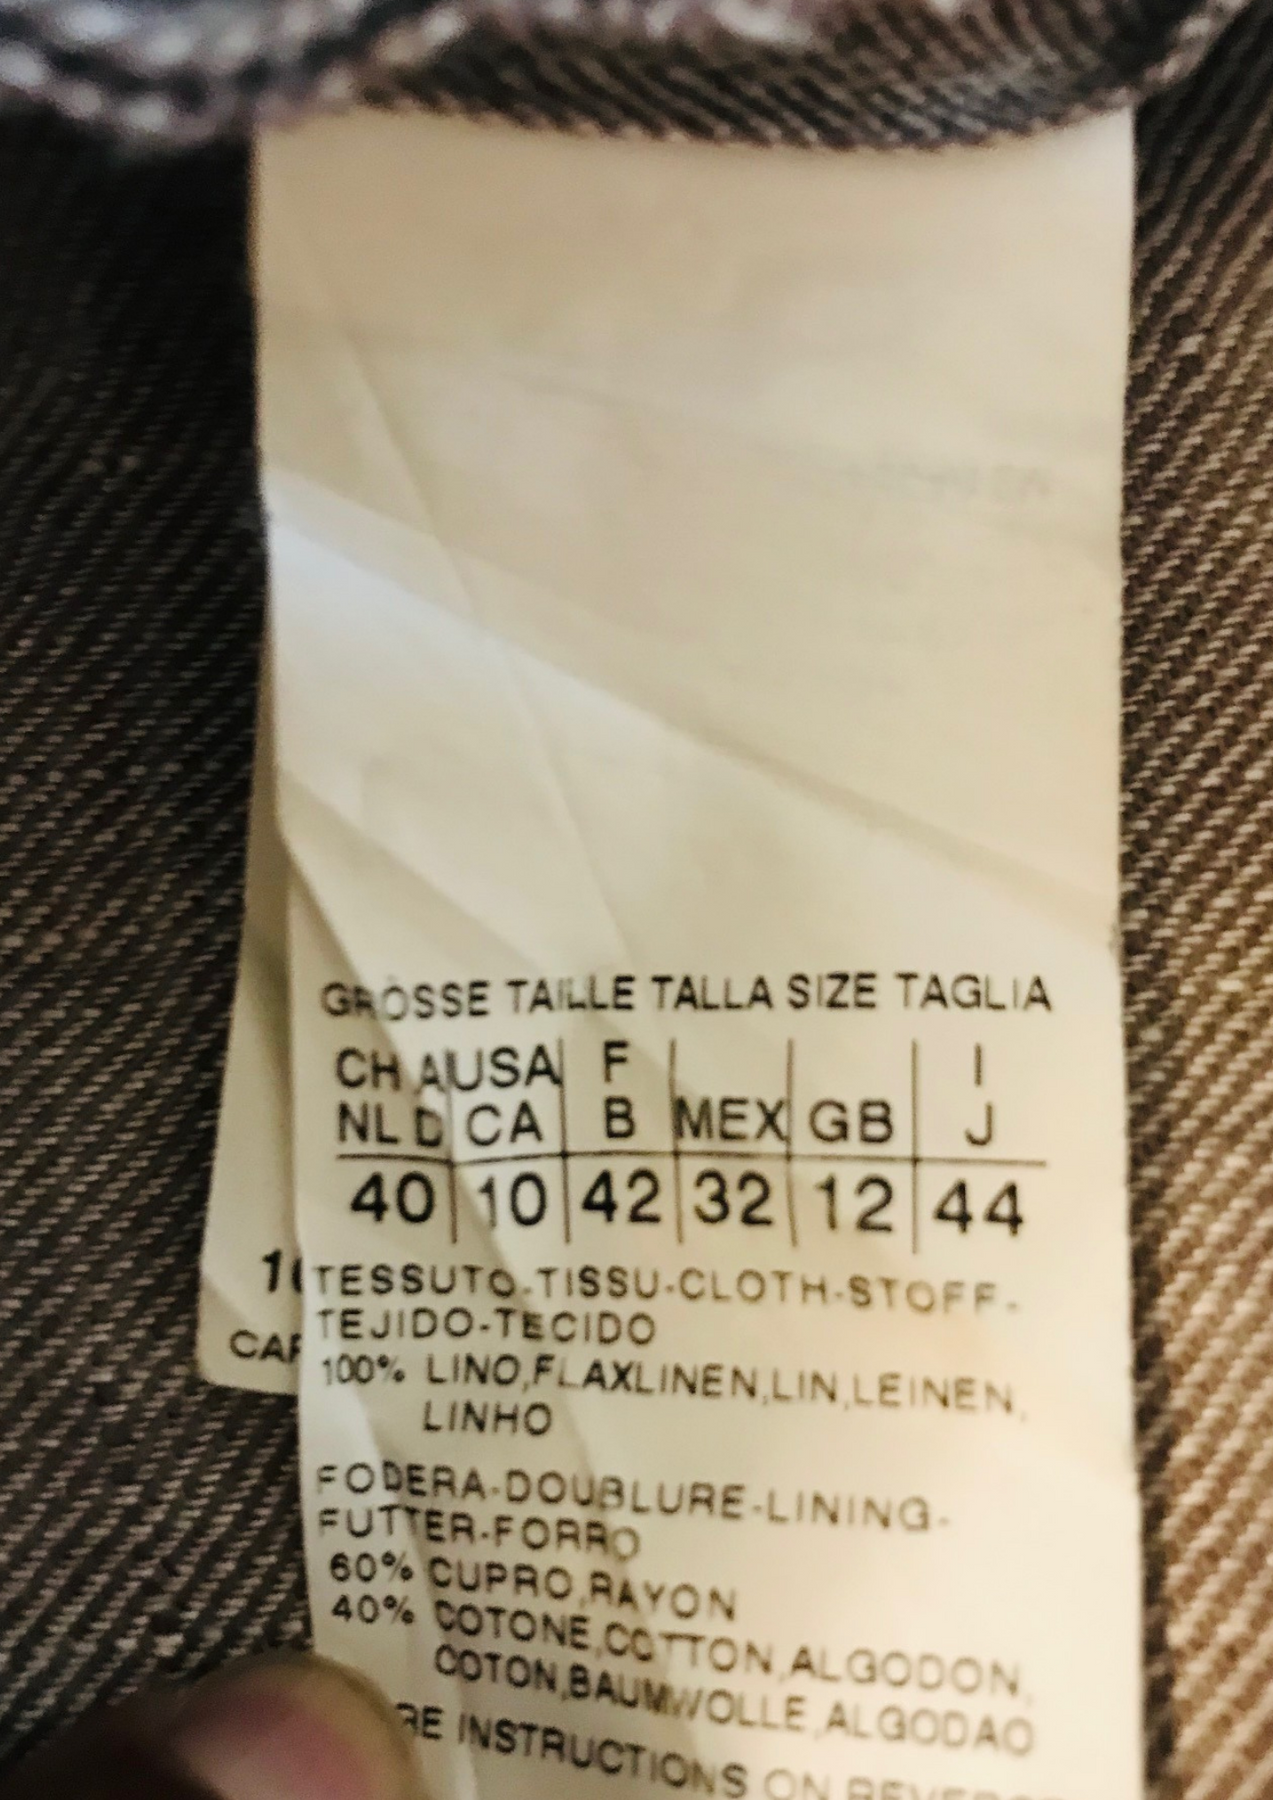 GRÖSSE TAILLE TALLA SIZE TAGLIA
CH A USA F I
NL D CA B MEX GB J
40 10 42 32 12 44
TESSUTO-TISSU-CLOTH-STOFF-
TEJIDO-TECIDO
100% LINO,FLAXLINEN,LIN,LEINEN,
LINHO
FODERA-DOUBLURE-LINING-
FUTTER-FORRO
60% CUPRO,RAYON
40% COTONE,COTTON,ALGODON,
COTON,BAUMWOLLE,ALGODAO
INSTRUCTIONS ON